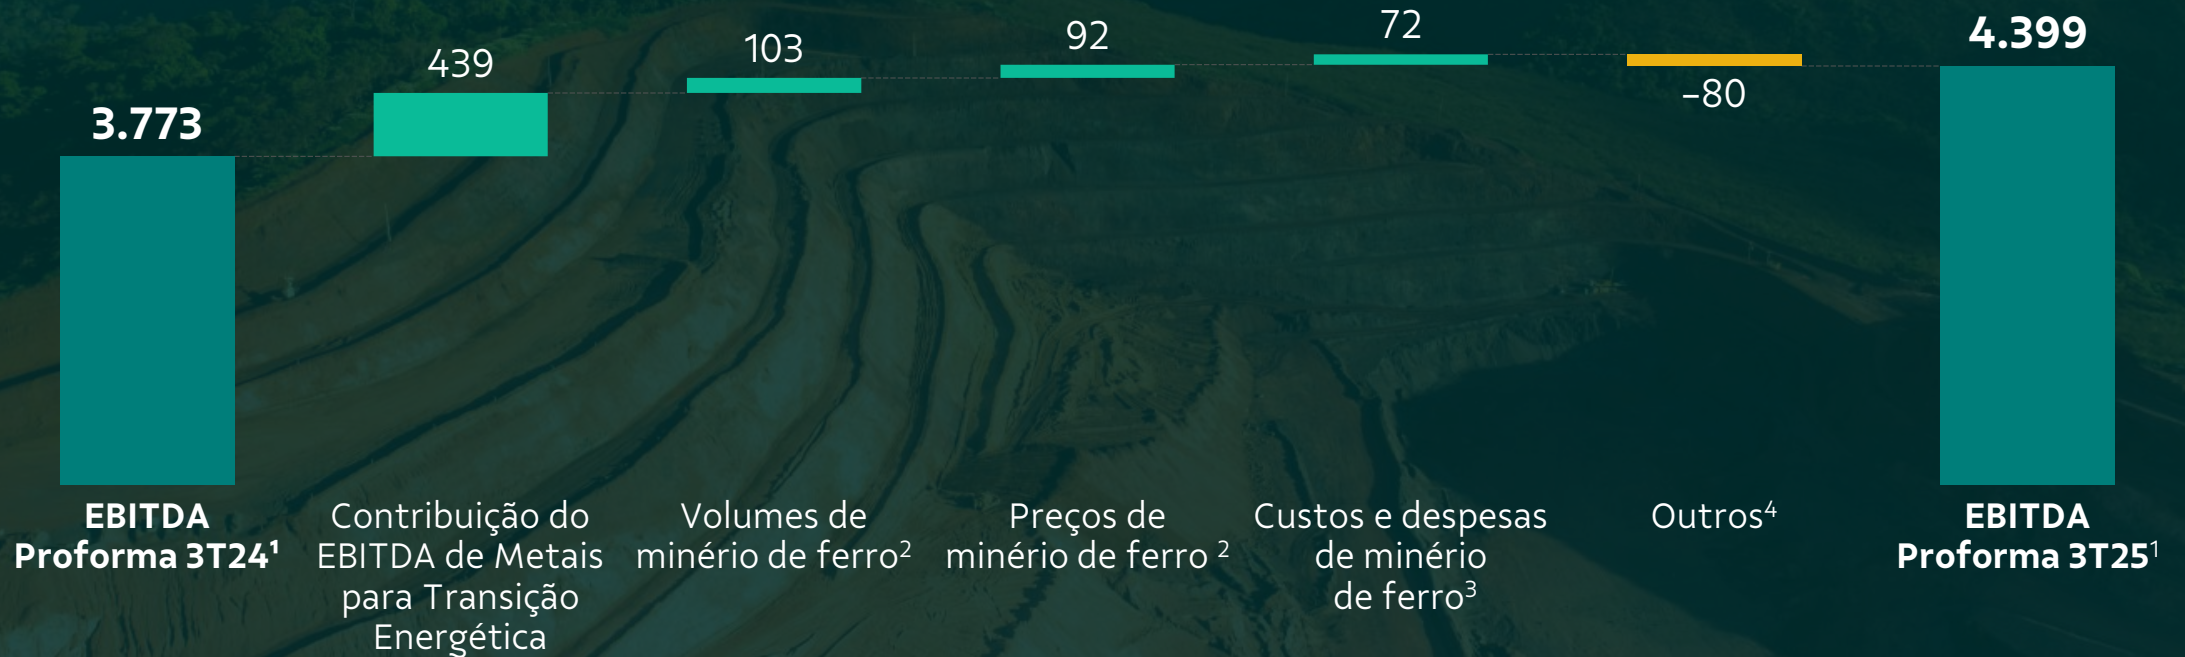 3.773
439
103
92
72
−80
4.399
EBITDA
Proforma 3T24¹
Contribuição do
EBITDA de Metais
para Transição
Energética
Volumes de
minério de ferro²
Preços de
minério de ferro ²
Custos e despesas
de minério
de ferro³
Outros⁴
EBITDA
Proforma 3T25¹